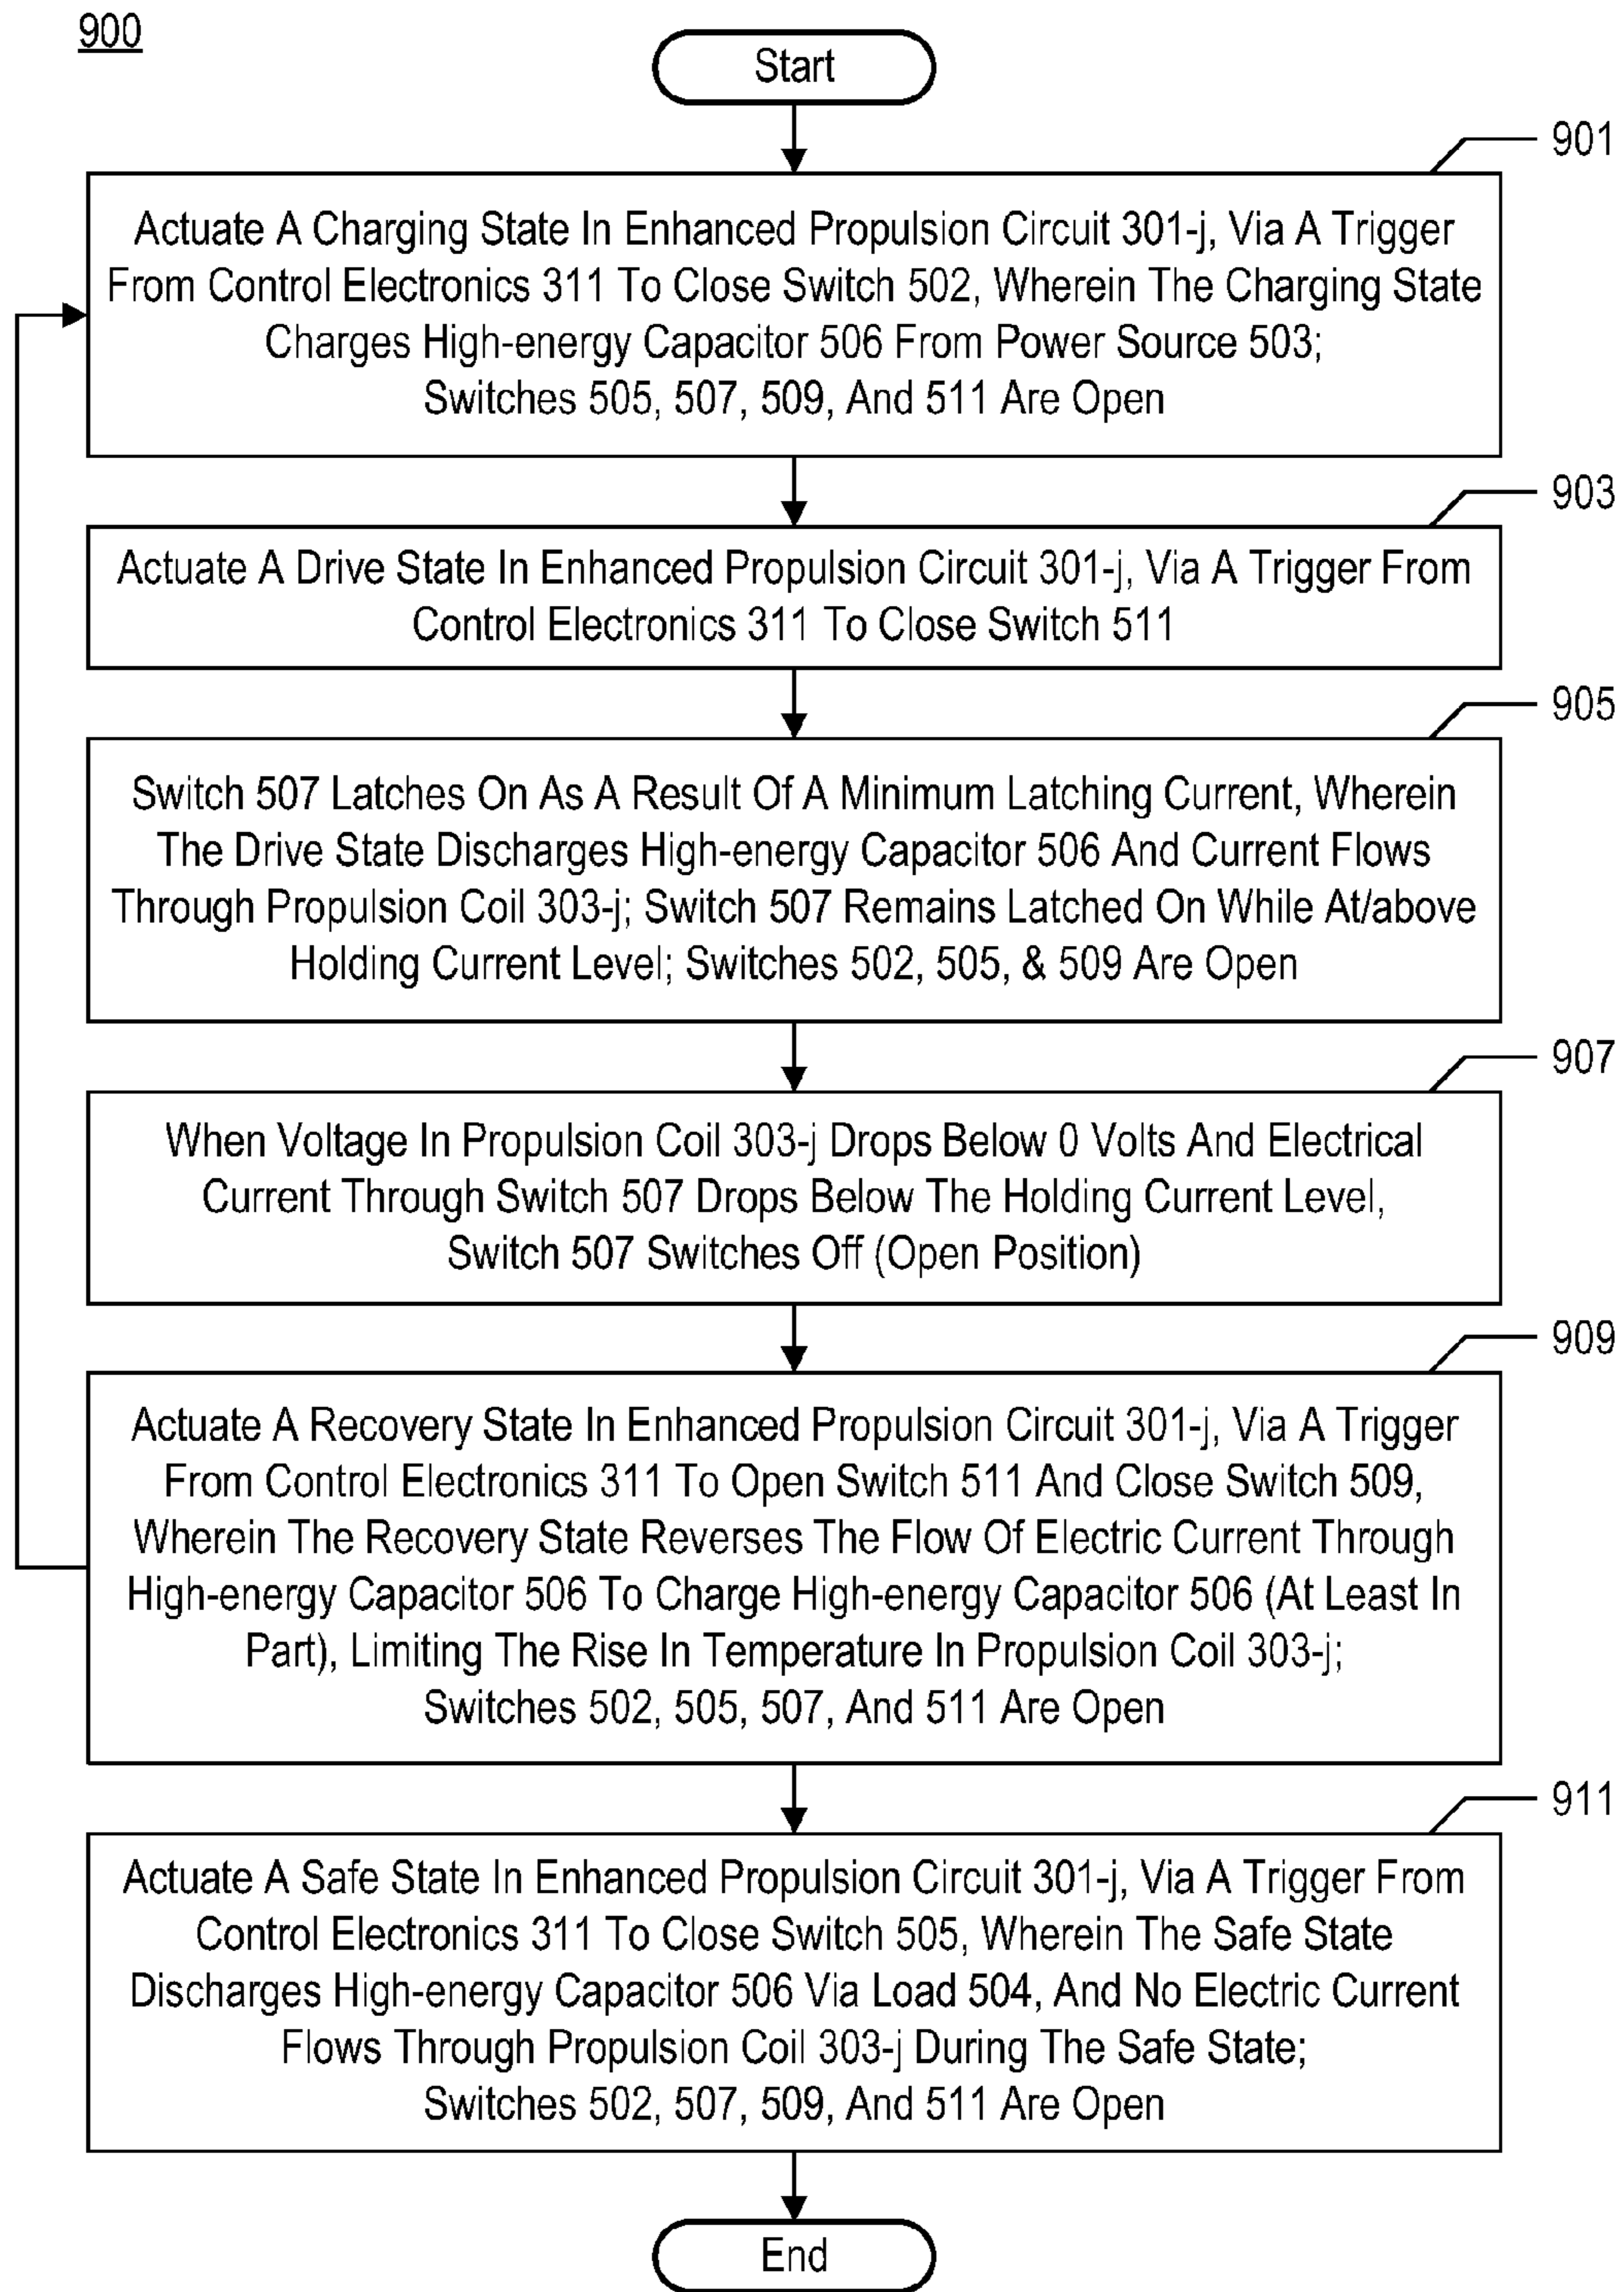 900
Start
901
Actuate A Charging State In Enhanced Propulsion Circuit 301-j, Via A Trigger
From Control Electronics 311 To Close Switch 502, Wherein The Charging State
Charges High-energy Capacitor 506 From Power Source 503;
Switches 505, 507, 509, And 511 Are Open
903
Actuate A Drive State In Enhanced Propulsion Circuit 301-j, Via A Trigger From
Control Electronics 311 To Close Switch 511
905
Switch 507 Latches On As A Result Of A Minimum Latching Current, Wherein
The Drive State Discharges High-energy Capacitor 506 And Current Flows
Through Propulsion Coil 303-j; Switch 507 Remains Latched On While At/above
Holding Current Level; Switches 502, 505, & 509 Are Open
907
When Voltage In Propulsion Coil 303-j Drops Below 0 Volts And Electrical
Current Through Switch 507 Drops Below The Holding Current Level,
Switch 507 Switches Off (Open Position)
909
Actuate A Recovery State In Enhanced Propulsion Circuit 301-j, Via A Trigger
From Control Electronics 311 To Open Switch 511 And Close Switch 509,
Wherein The Recovery State Reverses The Flow Of Electric Current Through
High-energy Capacitor 506 To Charge High-energy Capacitor 506 (At Least In
Part), Limiting The Rise In Temperature In Propulsion Coil 303-j;
Switches 502, 505, 507, And 511 Are Open
911
Actuate A Safe State In Enhanced Propulsion Circuit 301-j, Via A Trigger From
Control Electronics 311 To Close Switch 505, Wherein The Safe State
Discharges High-energy Capacitor 506 Via Load 504, And No Electric Current
Flows Through Propulsion Coil 303-j During The Safe State;
Switches 502, 507, 509, And 511 Are Open
End